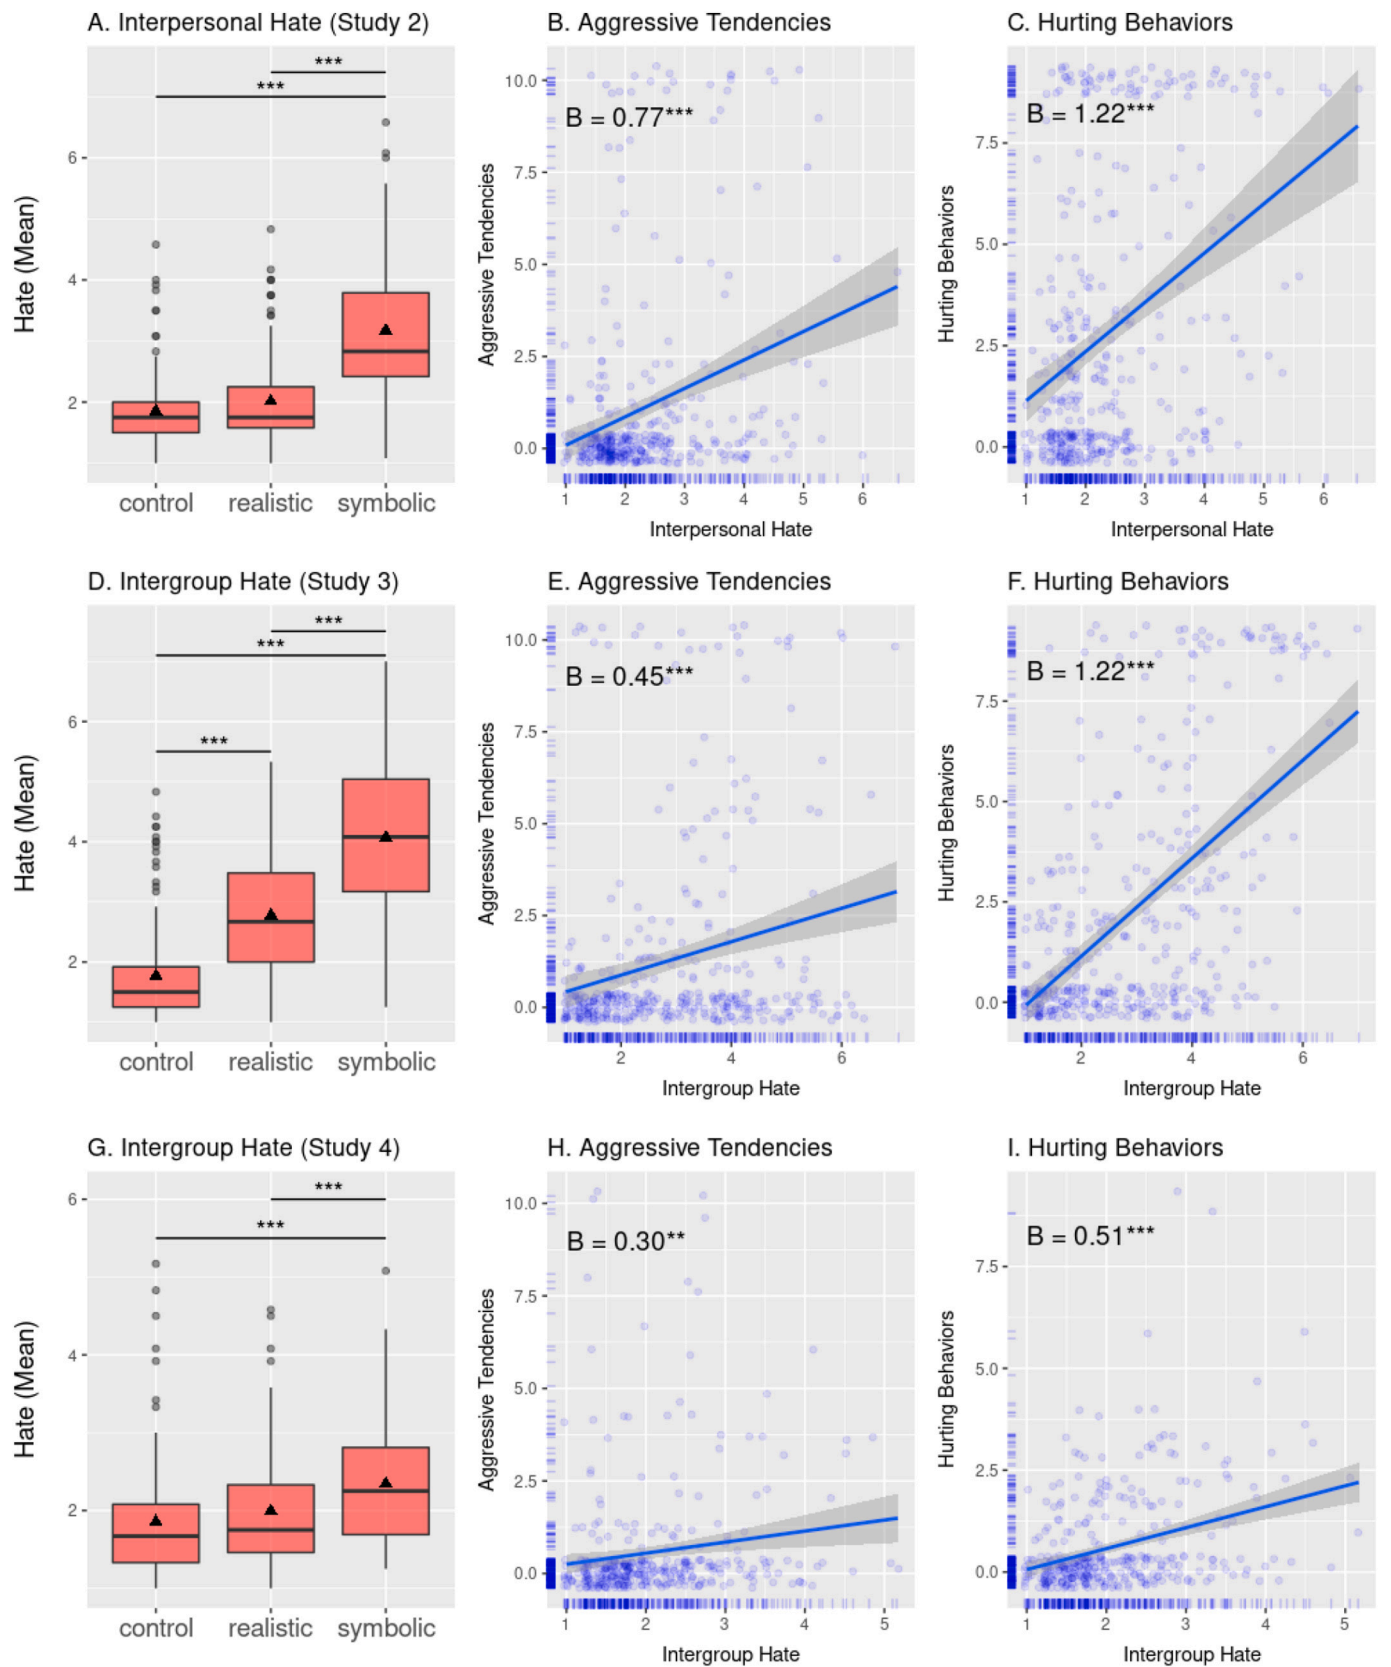 A. Interpersonal Hate (Study 2)
Hate (Mean)
6
4
2
***
***
control realistic symbolic
B. Aggressive Tendencies
Aggressive Tendencies
10.0
7.5
5.0
2.5
0.0
B = 0.77***
1 2 3 4 5 6
Interpersonal Hate
C. Hurting Behaviors
Hurting Behaviors
7.5
5.0
2.5
0.0
B = 1.22***
1 2 3 4 5 6
Interpersonal Hate
D. Intergroup Hate (Study 3)
Hate (Mean)
6
4
2
***
***
***
control realistic symbolic
E. Aggressive Tendencies
Aggressive Tendencies
10.0
7.5
5.0
2.5
0.0
B = 0.45***
2 4 6
Intergroup Hate
F. Hurting Behaviors
Hurting Behaviors
7.5
5.0
2.5
0.0
B = 1.22***
2 4 6
Intergroup Hate
G. Intergroup Hate (Study 4)
Hate (Mean)
6
4
2
***
***
control realistic symbolic
H. Aggressive Tendencies
Aggressive Tendencies
10.0
7.5
5.0
2.5
0.0
B = 0.30**
1 2 3 4 5
Intergroup Hate
I. Hurting Behaviors
Hurting Behaviors
7.5
5.0
2.5
0.0
B = 0.51***
1 2 3 4 5
Intergroup Hate